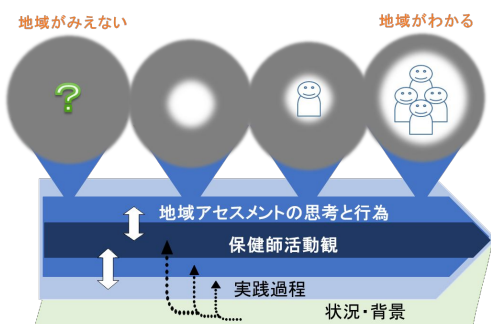 地域がみえない
地域がわかる
?
地域アセスメントの思考と行為
保健師活動観
実践過程
状況・背景